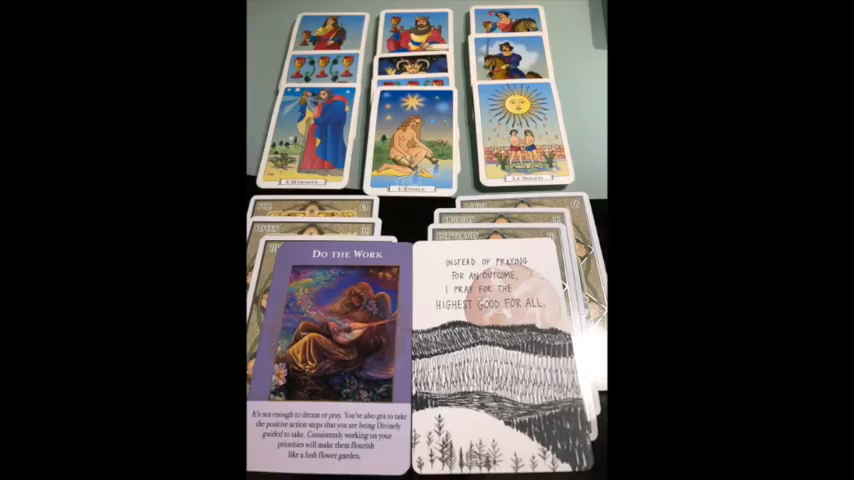 L'HERMITE
L'ÉTOILE
LE SOLEIL
DO THE WORK
It's not enough to dream or pray. You've also got to take
the positive action steps that you are being Divinely
guided to take. Consistently working on your
priorities will make them flourish
like a lush flower garden.
INSTEAD OF PRAYING
FOR AN OUTCOME,
I PRAY FOR THE
HIGHEST GOOD FOR ALL.